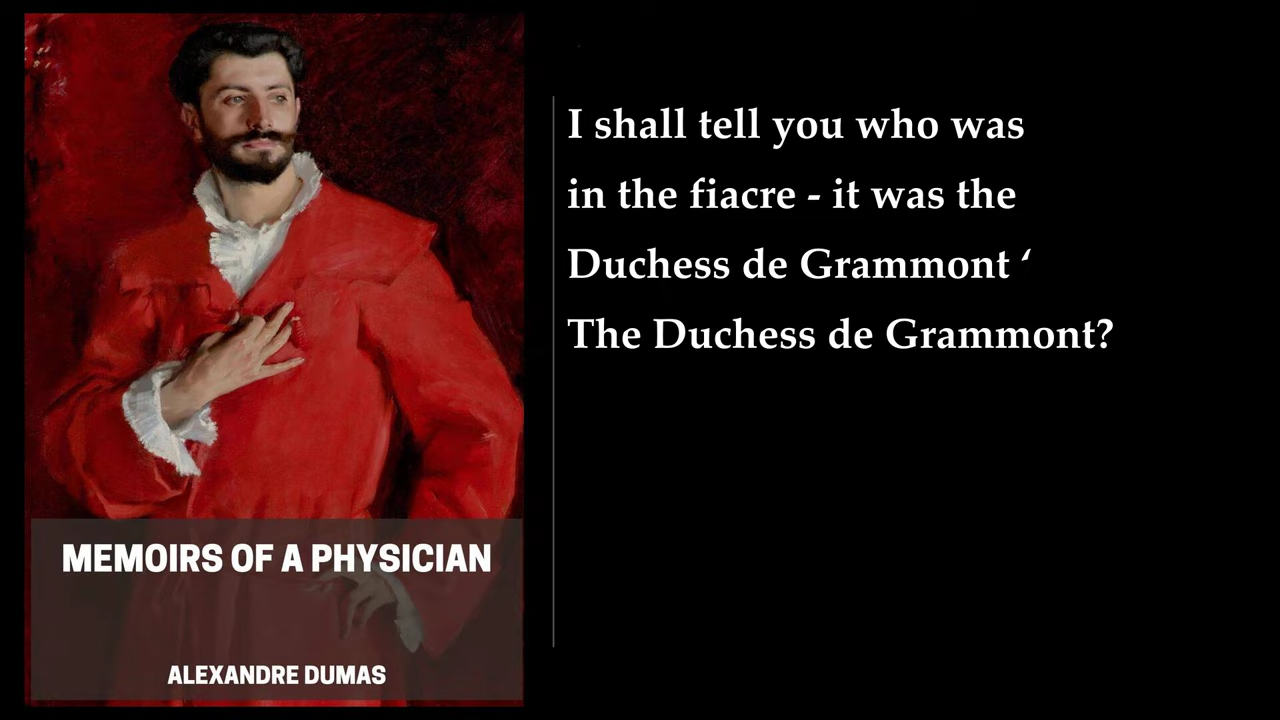 I shall tell you who was
in the fiacre - it was the
Duchess de Grammont ‘
The Duchess de Grammont?
MEMOIRS OF A PHYSICIAN
ALEXANDRE DUMAS